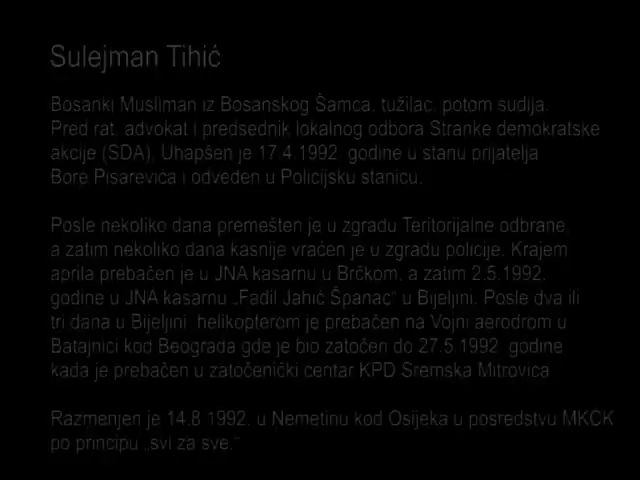 Sulejman Tihić
Bosanki Musliman iz Bosanskog Šamca, tužilac, potom sudija.
Pred rat, advokat i predsednik lokalnog odbora Stranke demokratske
akcije (SDA). Uhapšen je 17.4.1992. godine u stanu prijatelja
Bore Pisarevića i odveden u Policijsku stanicu.
Posle nekoliko dana premešten je u zgradu Teritorijalne odbrane,
a zatim nekoliko dana kasnije vraćen je u zgradu policije. Krajem
aprila prebačen je u JNA kasarnu u Brčkom, a zatim 2.5.1992.
godine u JNA kasarnu „Fadil Jahić Španac“ u Bijeljini. Posle dva ili
tri dana u Bijeljini, helikopterom je prebačen na Vojni aerodrom u
Batajnici kod Beograda gde je bio zatočen do 27.5.1992. godine
kada je prebačen u zatočenički centar KPD Sremska Mitrovica.
Razmenjen je 14.8.1992. u Nemetinu kod Osijeka u posredstvu MKCK
po principu „svi za sve.“